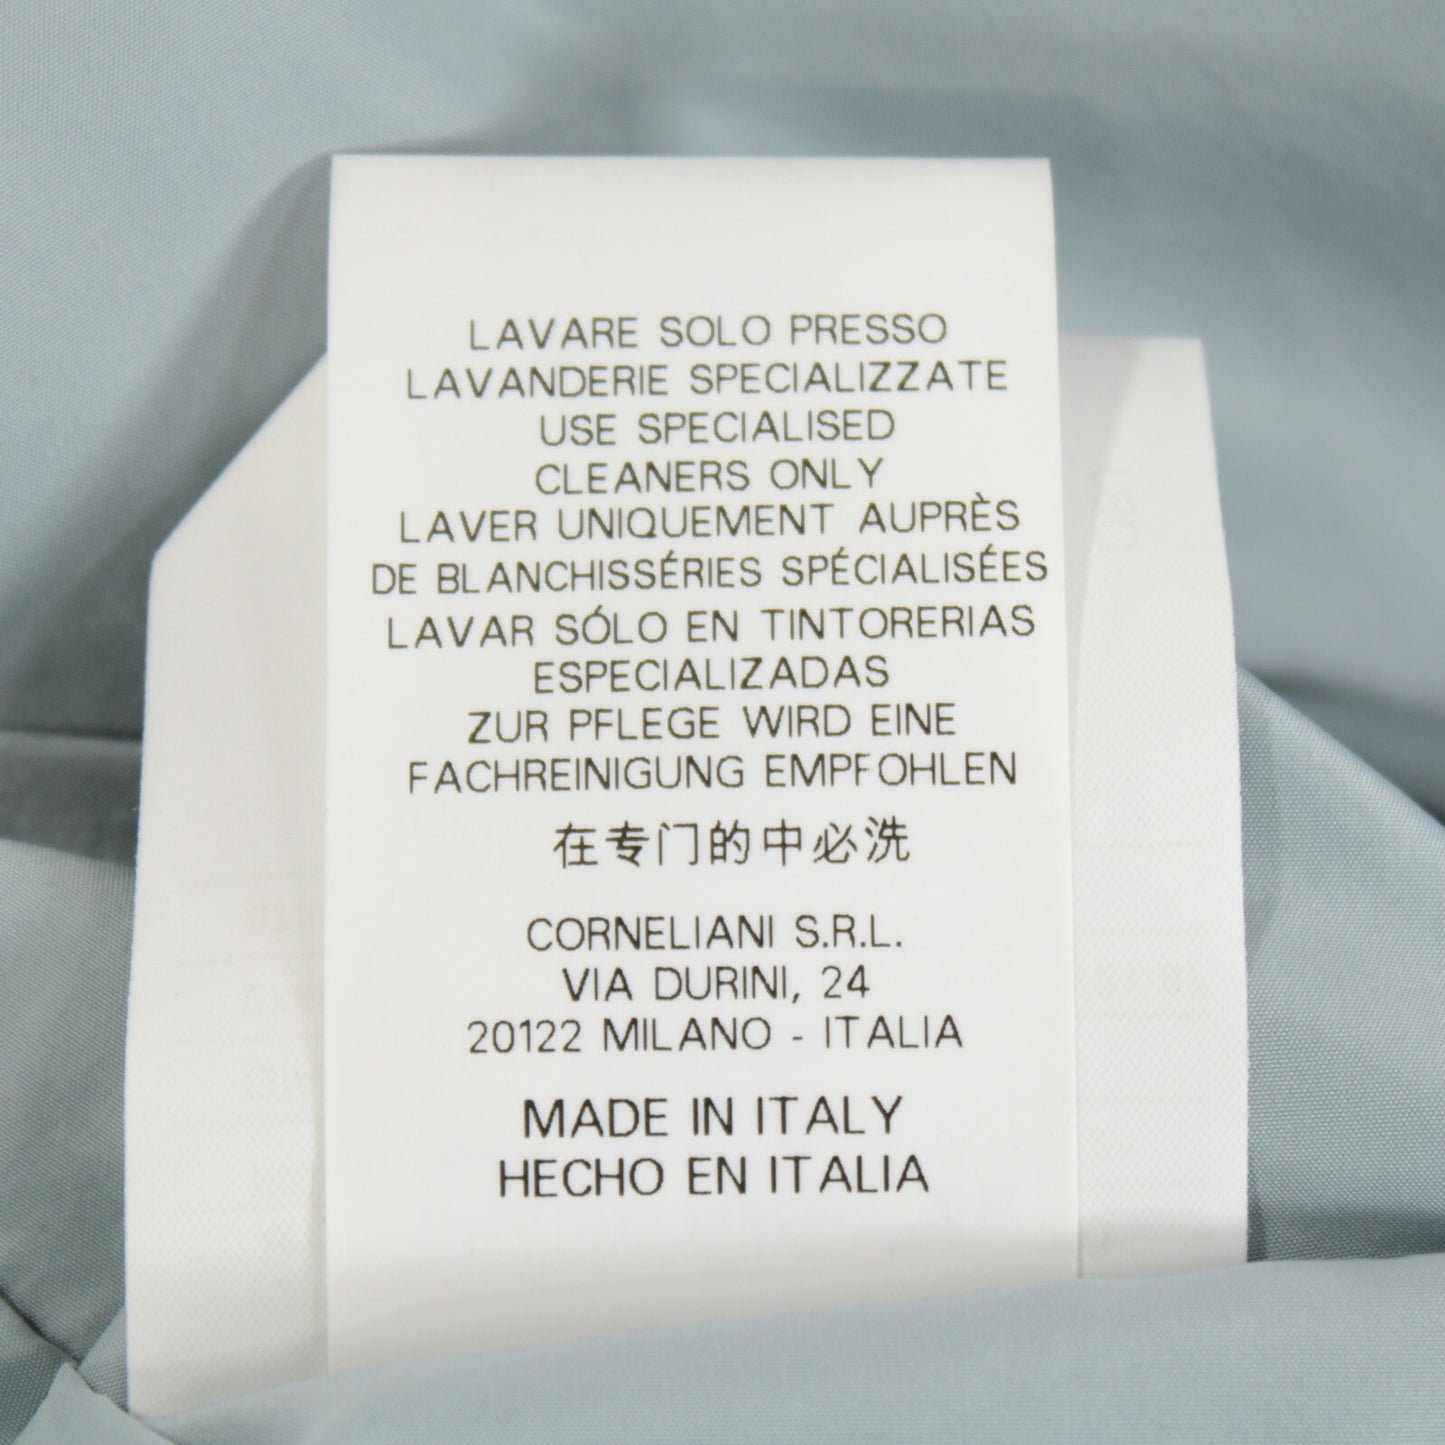 LAVARE SOLO PRESSO
LAVANDERIE SPECIALIZZATE
USE SPECIALISED
CLEANERS ONLY
LAVER UNIQUEMENT AUPRÈS
DE BLANCHISSÉRIES SPÉCIALISÉES
LAVAR SÓLO EN TINTORERIAS
ESPECIALIZADAS
ZUR PFLEGE WIRD EINE
FACHREINIGUNG EMPFOHLEN
在专门的中必洗
CORNELIANI S.R.L.
VIA DURINI, 24
20122 MILANO - ITALIA
MADE IN ITALY
HECHO EN ITALIA